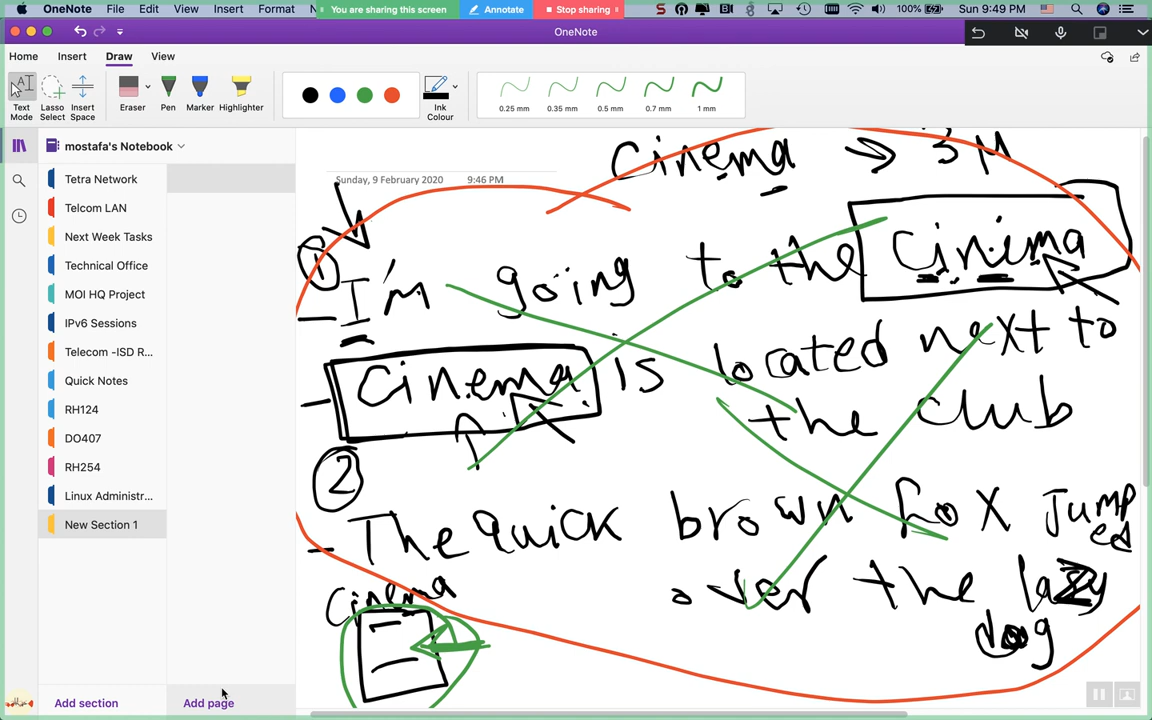 OneNote File Edit View Insert Format
You are sharing this screen Annotate Stop sharing
100% Sun 9:49 PM
OneNote
Home Insert Draw View
Text Mode
Lasso Select
Insert Space
Eraser
Pen
Marker
Highlighter
Ink Colour
0.25 mm 0.35 mm 0.5 mm 0.7 mm 1 mm
mostafa's Notebook
Tetra Network
Telcom LAN
Next Week Tasks
Technical Office
MOI HQ Project
IPv6 Sessions
Telecom -ISD R...
Quick Notes
RH124
DO407
RH254
Linux Administr...
New Section 1
Add section
Add page
Sunday, 9 February 2020 9:46 PM
Cinema → 3 M
① I'm going to the Cinema
- Cinema is located next to
the club
②
- The quick brown fox jumped
over the lazy
dog
Cinema